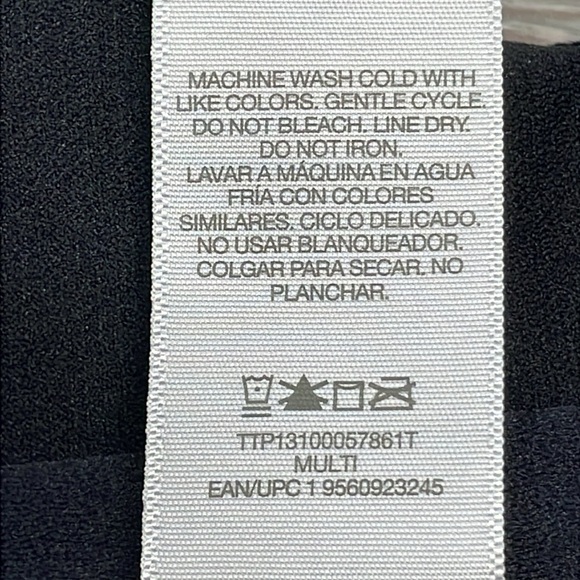 MACHINE WASH COLD WITH
LIKE COLORS. GENTLE CYCLE.
DO NOT BLEACH. LINE DRY.
DO NOT IRON.
LAVAR A MÁQUINA EN AGUA
FRÍA CON COLORES
SIMILARES. CICLO DELICADO.
NO USAR BLANQUEADOR.
COLGAR PARA SECAR. NO
PLANCHAR.
TTP13100057861T
MULTI
EAN/UPC 1 9560923245